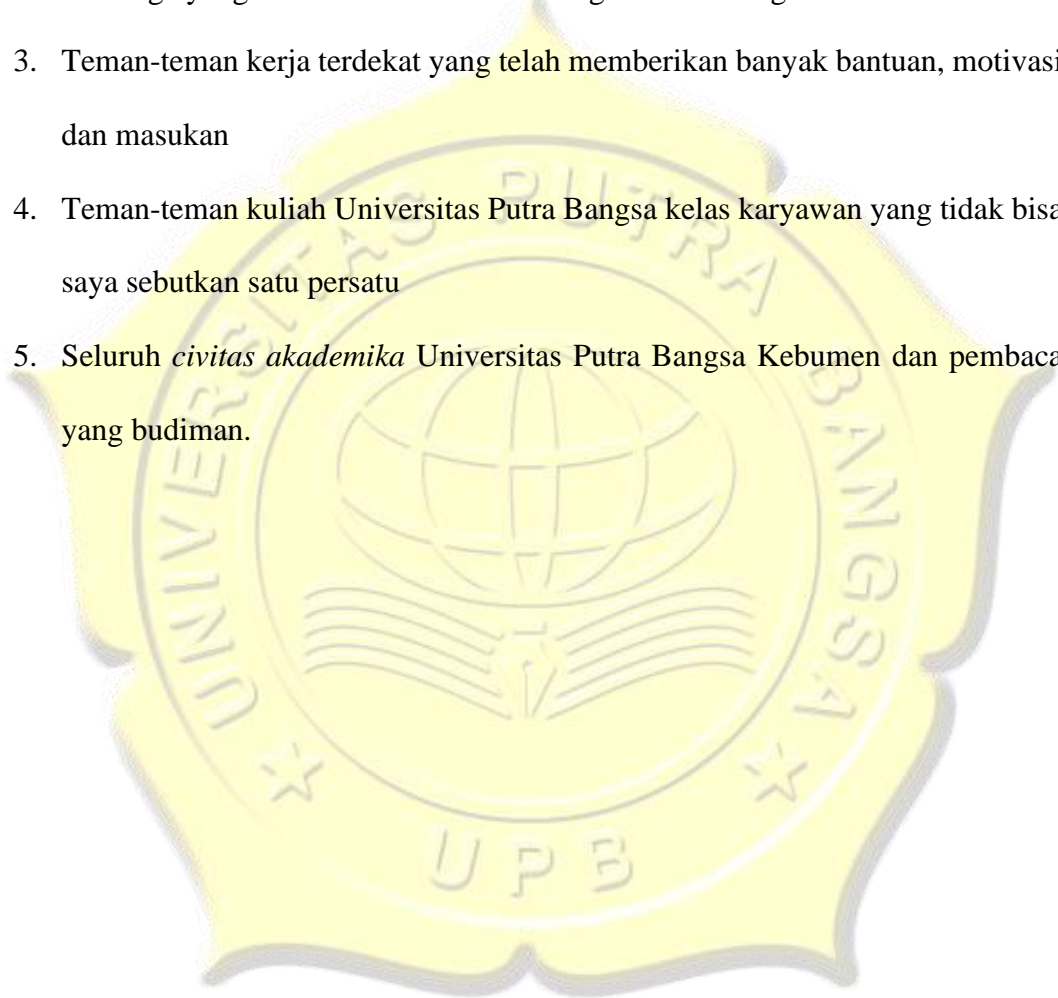 3. Teman-teman kerja terdekat yang telah memberikan banyak bantuan, motivasi
dan masukan
4. Teman-teman kuliah Universitas Putra Bangsa kelas karyawan yang tidak bisa
saya sebutkan satu persatu
5. Seluruh civitas akademika Universitas Putra Bangsa Kebumen dan pembaca
yang budiman.
UNIVERSITAS PUTRA BANGSA
UPB